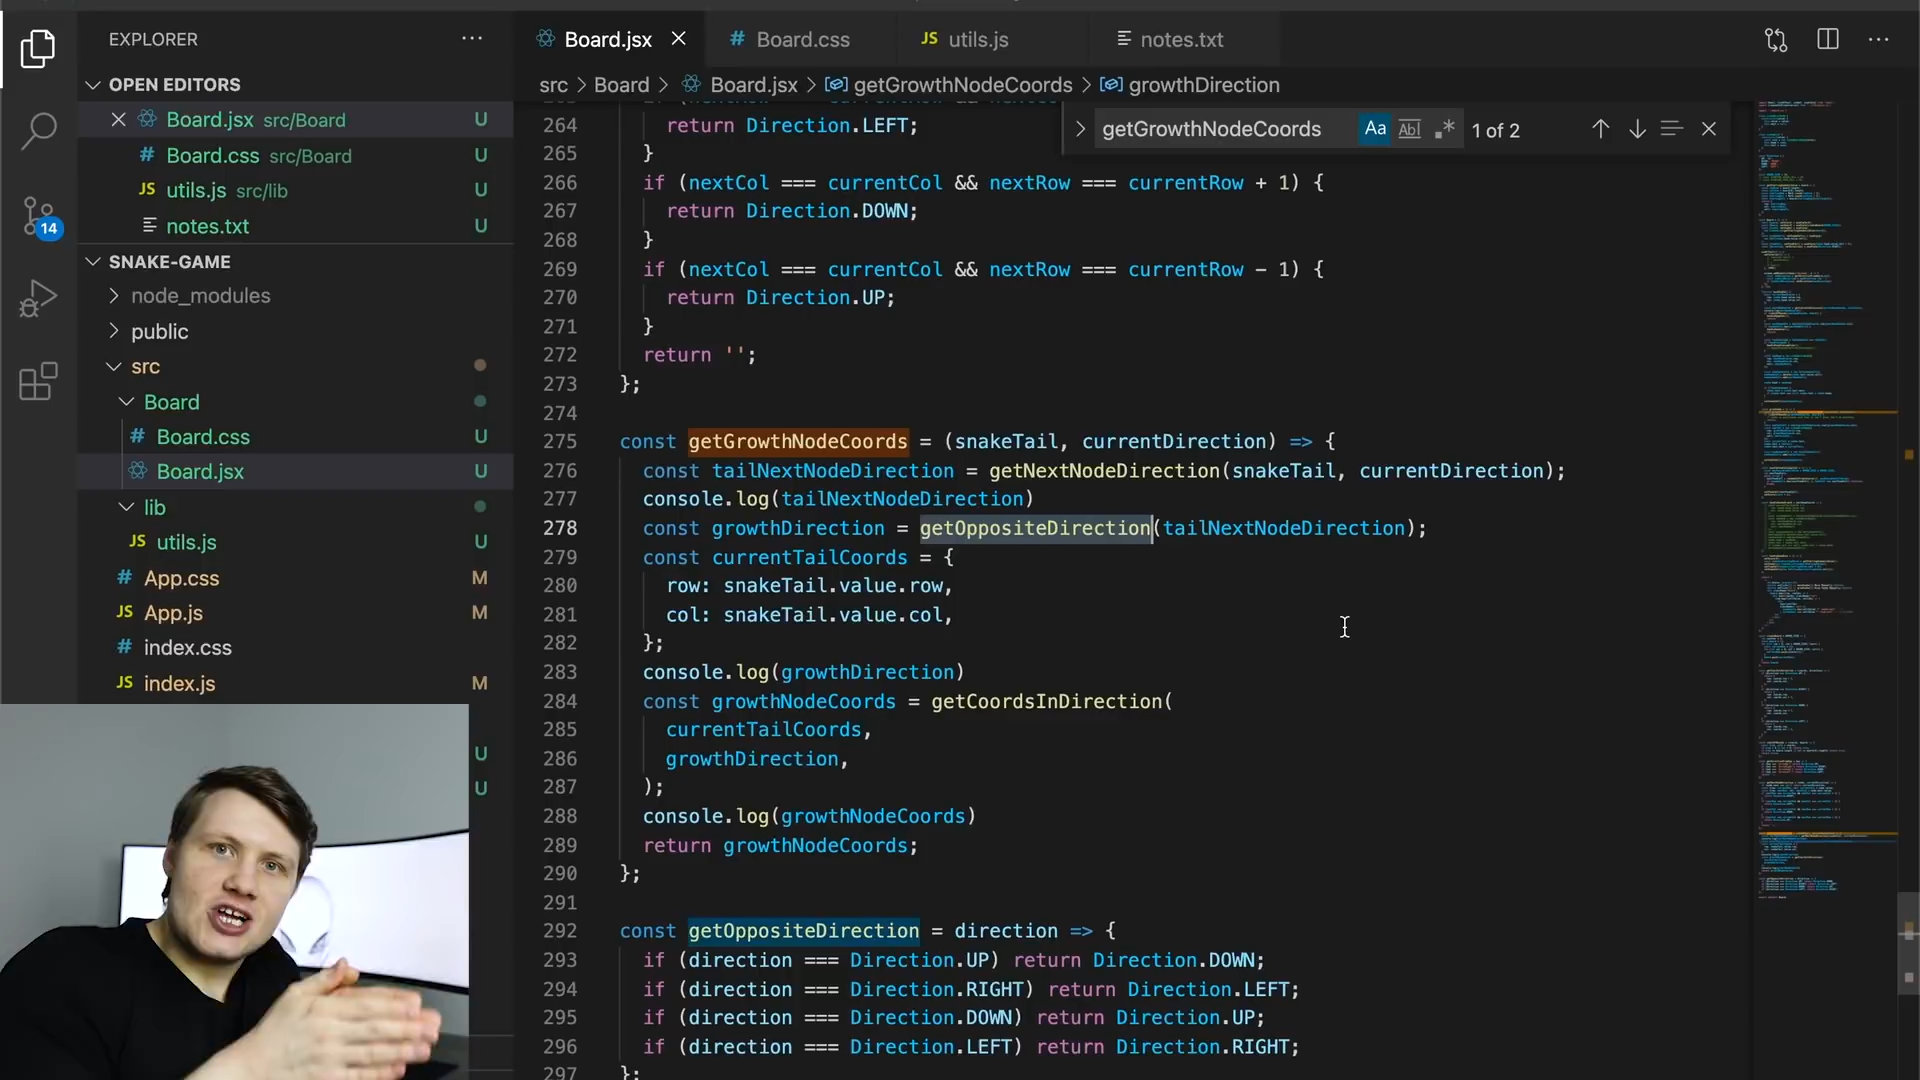 EXPLORER
OPEN EDITORS
Board.jsx src/Board U
# Board.css src/Board U
JS utils.js src/lib U
notes.txt U
14
SNAKE-GAME
node_modules
public
src
Board
# Board.css U
Board.jsx U
lib
JS utils.js U
# App.css M
JS App.js M
# index.css
JS index.js M
U
U
Board.jsx
# Board.css
JS utils.js
notes.txt
src > Board > Board.jsx > getGrowthNodeCoords > growthDirection
getGrowthNodeCoords Aa Abl .* 1 of 2
264 return Direction.LEFT;
265 }
266 if (nextCol === currentCol && nextRow === currentRow + 1) {
267 return Direction.DOWN;
268 }
269 if (nextCol === currentCol && nextRow === currentRow - 1) {
270 return Direction.UP;
271 }
272 return '';
273 };
274
275 const getGrowthNodeCoords = (snakeTail, currentDirection) => {
276 const tailNextNodeDirection = getNextNodeDirection(snakeTail, currentDirection);
277 console.log(tailNextNodeDirection)
278 const growthDirection = getOppositeDirection(tailNextNodeDirection);
279 const currentTailCoords = {
280 row: snakeTail.value.row,
281 col: snakeTail.value.col,
282 };
283 console.log(growthDirection)
284 const growthNodeCoords = getCoordsInDirection(
285 currentTailCoords,
286 growthDirection,
287 );
288 console.log(growthNodeCoords)
289 return growthNodeCoords;
290 };
291
292 const getOppositeDirection = direction => {
293 if (direction === Direction.UP) return Direction.DOWN;
294 if (direction === Direction.RIGHT) return Direction.LEFT;
295 if (direction === Direction.DOWN) return Direction.UP;
296 if (direction === Direction.LEFT) return Direction.RIGHT;
297 };